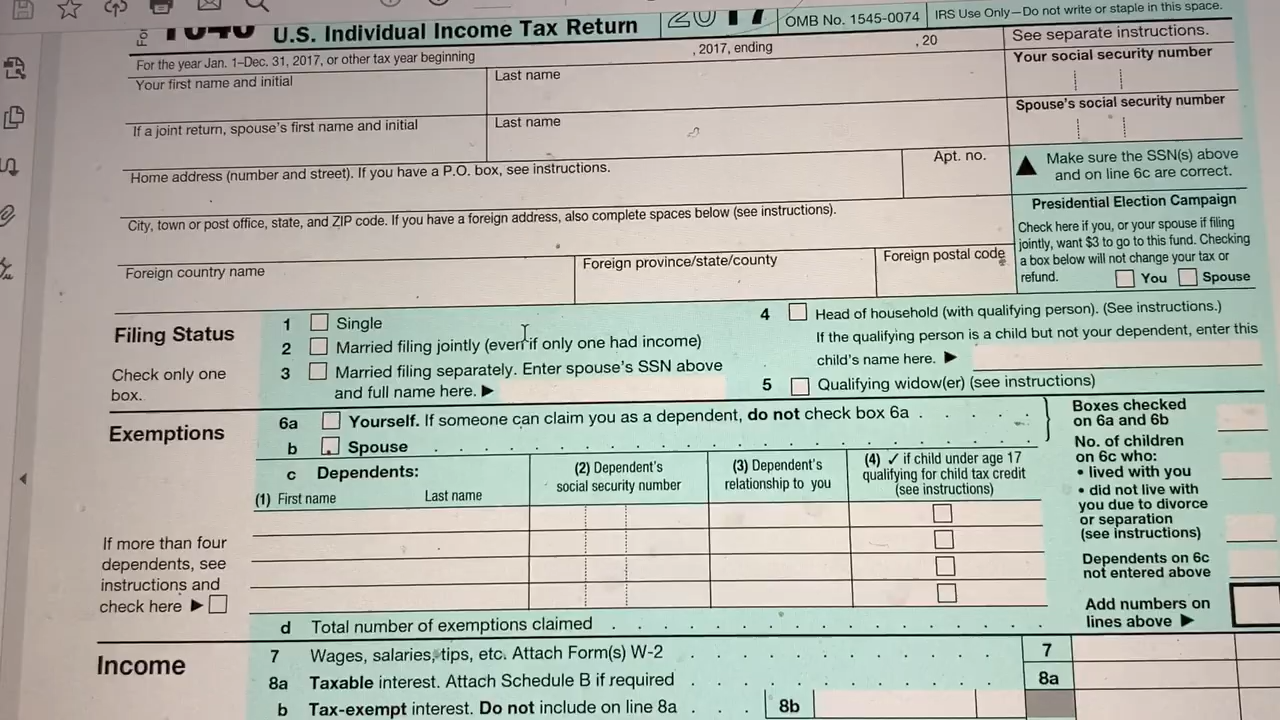 1040 U.S. Individual Income Tax Return 2017 OMB No. 1545-0074 IRS Use Only—Do not write or staple in this space.
For the year Jan. 1–Dec. 31, 2017, or other tax year beginning , 2017, ending , 20 See separate instructions.
Your first name and initial Last name Your social security number
If a joint return, spouse's first name and initial Last name Spouse's social security number
Home address (number and street). If you have a P.O. box, see instructions. Apt. no.
▲ Make sure the SSN(s) above
and on line 6c are correct.
City, town or post office, state, and ZIP code. If you have a foreign address, also complete spaces below (see instructions).
Foreign country name Foreign province/state/county Foreign postal code
Presidential Election Campaign
Check here if you, or your spouse if filing
jointly, want $3 to go to this fund. Checking
a box below will not change your tax or
refund. You Spouse
Filing Status
Check only one
box.
1 Single
2 Married filing jointly (even if only one had income)
3 Married filing separately. Enter spouse's SSN above
and full name here. ▶
4 Head of household (with qualifying person). (See instructions.)
If the qualifying person is a child but not your dependent, enter this
child's name here. ▶
5 Qualifying widow(er) (see instructions)
Exemptions
6a Yourself. If someone can claim you as a dependent, do not check box 6a . . . . .
b Spouse . . . . . . . . . . . . . . . . . . . .
c Dependents:
(1) First name Last name
(2) Dependent's
social security number
(3) Dependent's
relationship to you
(4) ✓ if child under age 17
qualifying for child tax credit
(see instructions)
If more than four
dependents, see
instructions and
check here ▶
d Total number of exemptions claimed . . . . . . . . . . . . . . . . .
Boxes checked
on 6a and 6b
No. of children
on 6c who:
• lived with you
• did not live with
you due to divorce
or separation
(see instructions)
Dependents on 6c
not entered above
Add numbers on
lines above ▶
Income
7 Wages, salaries, tips, etc. Attach Form(s) W-2 . . . . . . . . . . . . 7
8a Taxable interest. Attach Schedule B if required . . . . . . . . . . . . 8a
b Tax-exempt interest. Do not include on line 8a . . . 8b